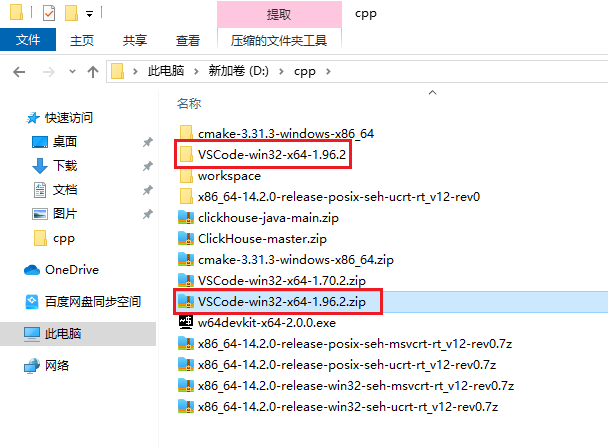 提取
cpp
文件
主页
共享
查看
压缩的文件夹工具
此电脑
新加卷 (D:)
cpp
名称
快速访问
桌面
下载
文档
图片
cpp
OneDrive
百度网盘同步空间
此电脑
网络
cmake-3.31.3-windows-x86_64
VSCode-win32-x64-1.96.2
workspace
x86_64-14.2.0-release-posix-seh-ucrt-rt_v12-rev0
clickhouse-java-main.zip
ClickHouse-master.zip
cmake-3.31.3-windows-x86_64.zip
VSCode-win32-x64-1.70.2.zip
VSCode-win32-x64-1.96.2.zip
w64devkit-x64-2.0.0.exe
x86_64-14.2.0-release-posix-seh-msvcrt-rt_v12-rev0.7z
x86_64-14.2.0-release-posix-seh-ucrt-rt_v12-rev0.7z
x86_64-14.2.0-release-win32-seh-msvcrt-rt_v12-rev0.7z
x86_64-14.2.0-release-win32-seh-ucrt-rt_v12-rev0.7z